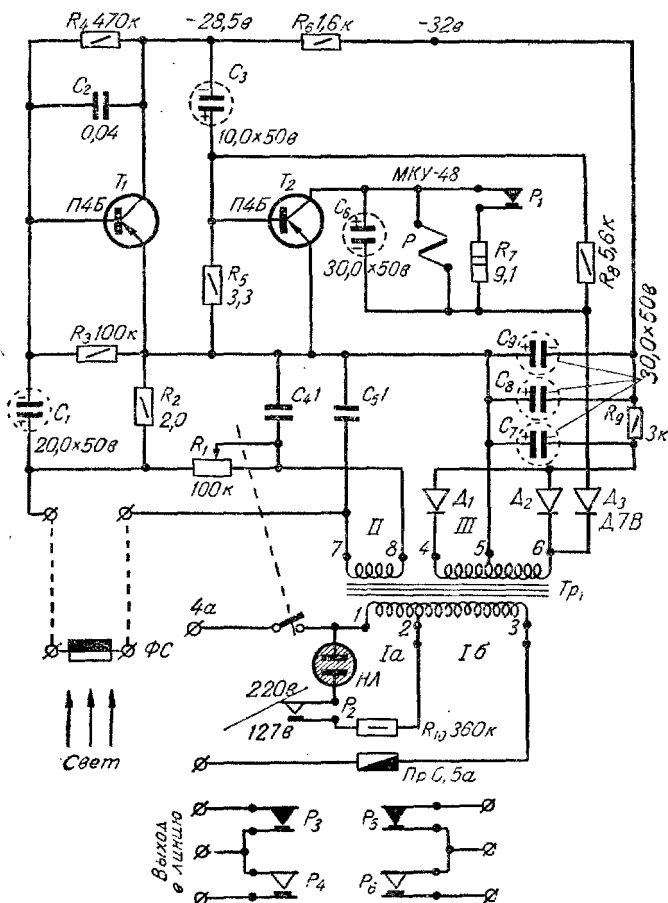 R₄ 470к
-28,5в
R₆ 1,6к
-32в
C₂
0,04
C₃
10,0×50в
T₁
П4Б
T₂
П4Б
МКУ-48
C₆
30,0×50в
P
P₁
R₇
9,1
R₈ 5,6к
R₅
3,3
R₃ 100к
C₉
C₈
C₇
30,0×50в
C₁
20,0×50в
R₂
2,0
R₁
100к
C₄ 1
C₅ 1
R₉
3к
Д₁
Д₂
Д₃
Д7В
II
III
7
8
4
5
6
Тр₁
4а
1
2
3
Iа
Iб
ФС
НЛ
220в
127в
P₂
R₁₀ 360к
Свет
Пр 0,5а
Выход
в линию
P₃
P₅
P₄
P₆